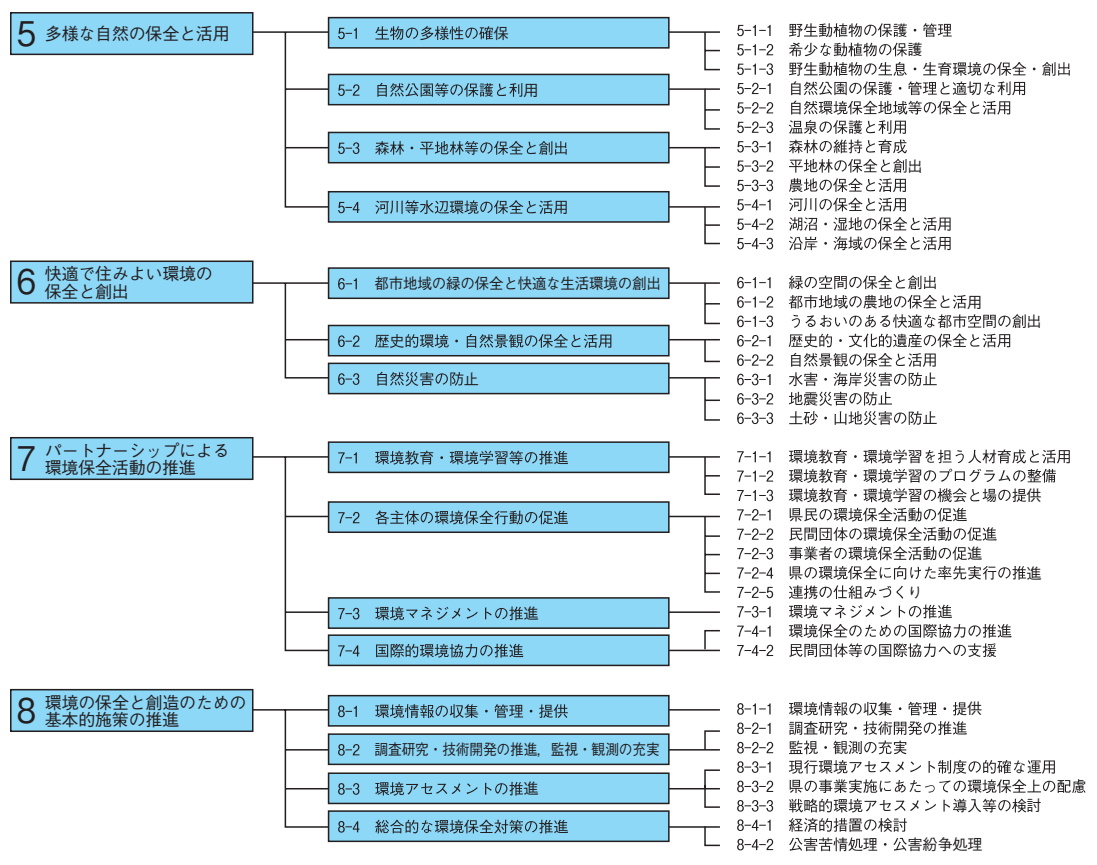 5 多様な自然の保全と活用
5-1 生物の多様性の確保
5-1-1 野生動植物の保護・管理
5-1-2 希少な動植物の保護
5-1-3 野生動植物の生息・生育環境の保全・創出
5-2 自然公園等の保護と利用
5-2-1 自然公園の保護・管理と適切な利用
5-2-2 自然環境保全地域等の保全と活用
5-2-3 温泉の保護と利用
5-3 森林・平地林等の保全と創出
5-3-1 森林の維持と育成
5-3-2 平地林の保全と創出
5-3-3 農地の保全と活用
5-4 河川等水辺環境の保全と活用
5-4-1 河川の保全と活用
5-4-2 湖沼・湿地の保全と活用
5-4-3 沿岸・海域の保全と活用
6 快適で住みよい環境の
保全と創出
6-1 都市地域の緑の保全と快適な生活環境の創出
6-1-1 緑の空間の保全と創出
6-1-2 都市地域の農地の保全と活用
6-1-3 うるおいのある快適な都市空間の創出
6-2 歴史的環境・自然景観の保全と活用
6-2-1 歴史的・文化的遺産の保全と活用
6-2-2 自然景観の保全と活用
6-3 自然災害の防止
6-3-1 水害・海岸災害の防止
6-3-2 地震災害の防止
6-3-3 土砂・山地災害の防止
7 パートナーシップによる
環境保全活動の推進
7-1 環境教育・環境学習等の推進
7-1-1 環境教育・環境学習を担う人材育成と活用
7-1-2 環境教育・環境学習のプログラムの整備
7-1-3 環境教育・環境学習の機会と場の提供
7-2 各主体の環境保全行動の促進
7-2-1 県民の環境保全活動の促進
7-2-2 民間団体の環境保全活動の促進
7-2-3 事業者の環境保全活動の促進
7-2-4 県の環境保全に向けた率先実行の推進
7-2-5 連携の仕組みづくり
7-3 環境マネジメントの推進
7-3-1 環境マネジメントの推進
7-4 国際的環境協力の推進
7-4-1 環境保全のための国際協力の推進
7-4-2 民間団体等の国際協力への支援
8 環境の保全と創造のための
基本的施策の推進
8-1 環境情報の収集・管理・提供
8-1-1 環境情報の収集・管理・提供
8-2 調査研究・技術開発の推進，監視・観測の充実
8-2-1 調査研究・技術開発の推進
8-2-2 監視・観測の充実
8-3 環境アセスメントの推進
8-3-1 現行環境アセスメント制度の的確な運用
8-3-2 県の事業実施にあたっての環境保全上の配慮
8-3-3 戦略的環境アセスメント導入等の検討
8-4 総合的な環境保全対策の推進
8-4-1 経済的措置の検討
8-4-2 公害苦情処理・公害紛争処理